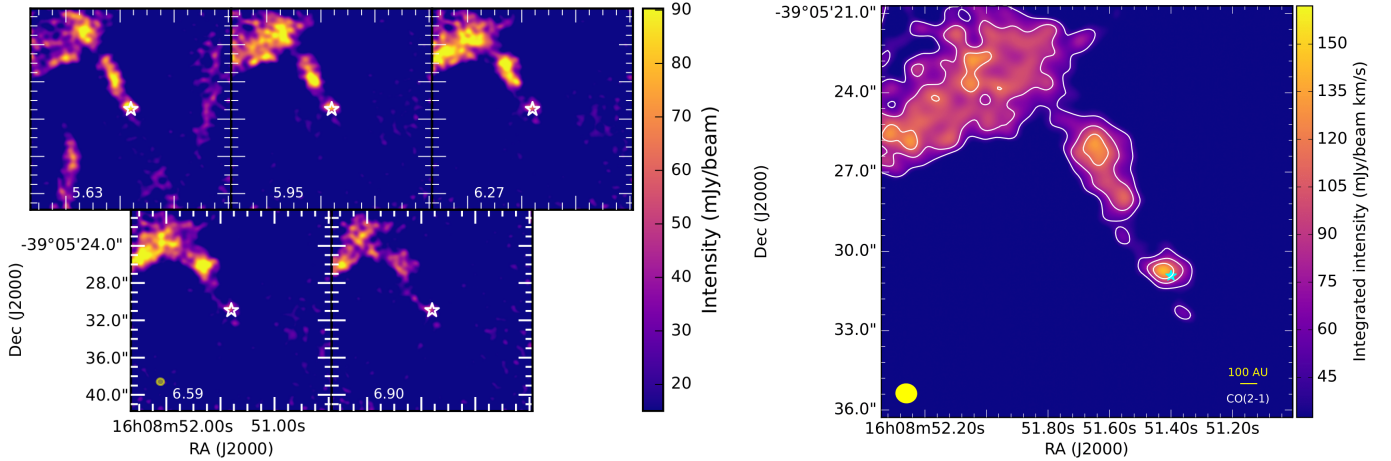 5.63
5.95
6.27
6.59
6.90
-39°05'24.0"
28.0"
32.0"
36.0"
40.0"
Dec (J2000)
16h08m52.00s
51.00s
RA (J2000)
90
80
70
60
50
40
30
20
Intensity (mJy/beam)
-39°05'21.0"
24.0"
27.0"
30.0"
33.0"
36.0"
Dec (J2000)
100 AU
CO(2-1)
16h08m52.20s
51.80s
51.60s
51.40s
51.20s
RA (J2000)
150
135
120
105
90
75
60
45
Integrated intensity (mJy/beam km/s)